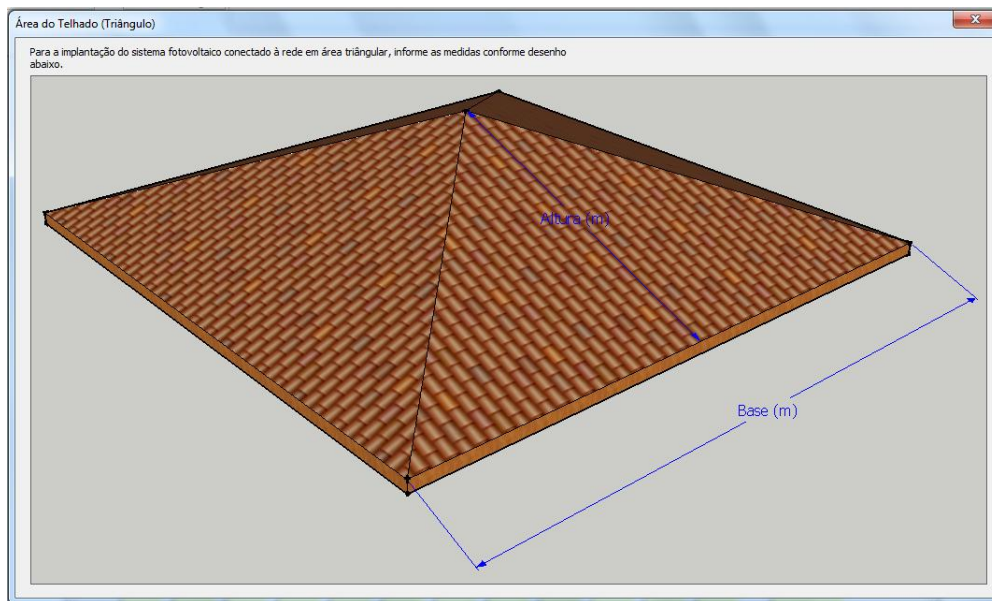 Área do Telhado (Triângulo)
Para a implantação do sistema fotovoltaico conectado à rede em área triângular, informe as medidas conforme desenho
abaixo.
Altura (m)
Base (m)